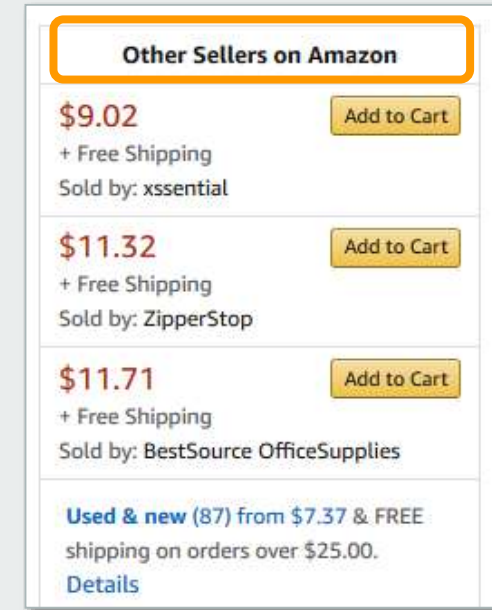 Other Sellers on Amazon
$9.02
Add to Cart
+ Free Shipping
Sold by: xssential
$11.32
Add to Cart
+ Free Shipping
Sold by: ZipperStop
$11.71
Add to Cart
+ Free Shipping
Sold by: BestSource OfficeSupplies
Used & new (87) from $7.37 & FREE
shipping on orders over $25.00.
Details